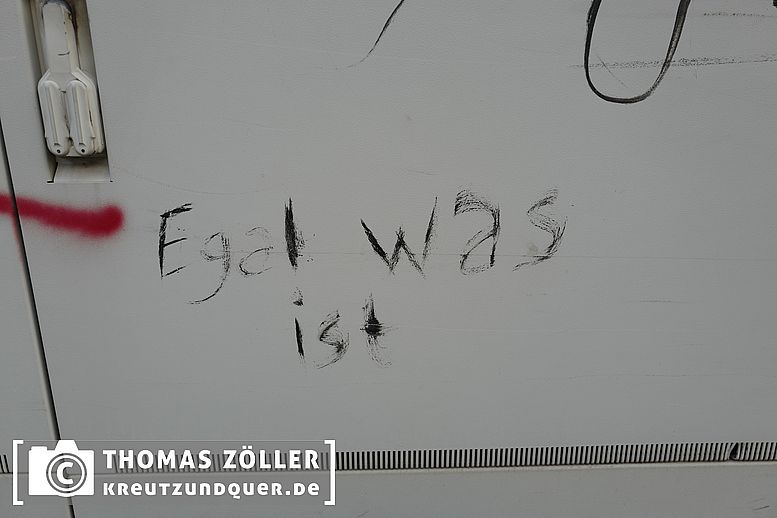 Egal was
ist
© THOMAS ZÖLLER
KREUTZUNDQUER.DE